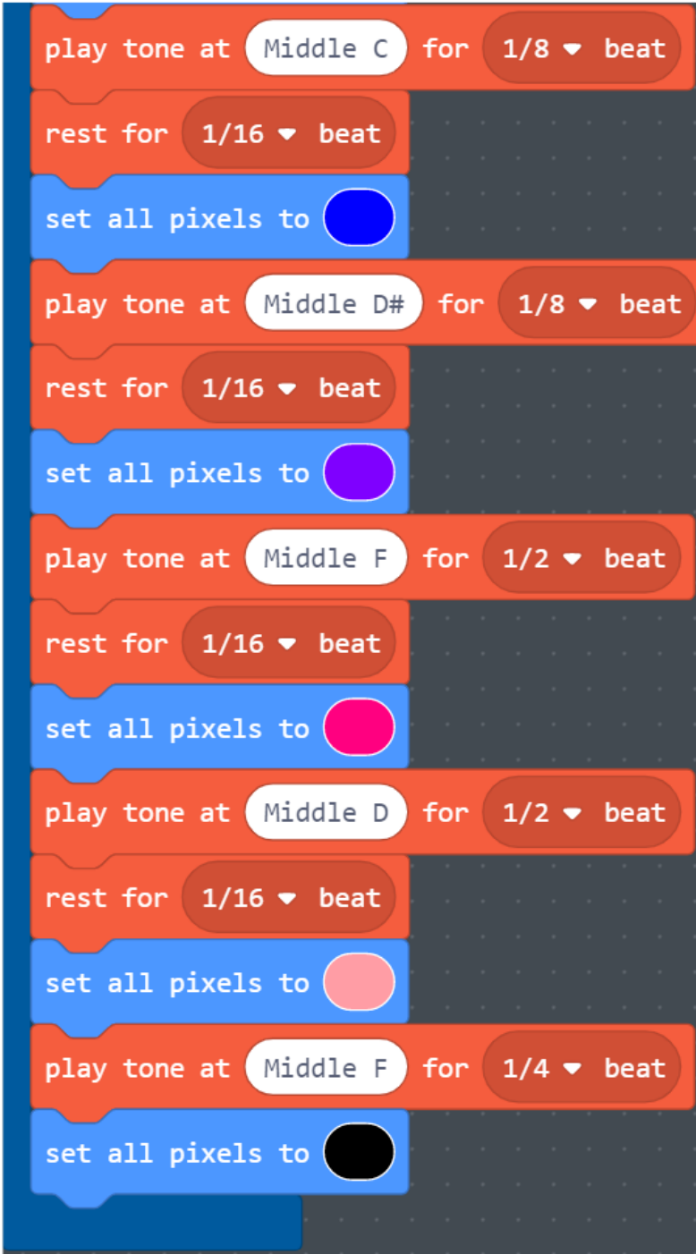 play tone at Middle C for 1/8 beat
rest for 1/16 beat
set all pixels to
play tone at Middle D# for 1/8 beat
rest for 1/16 beat
set all pixels to
play tone at Middle F for 1/2 beat
rest for 1/16 beat
set all pixels to
play tone at Middle D for 1/2 beat
rest for 1/16 beat
set all pixels to
play tone at Middle F for 1/4 beat
set all pixels to